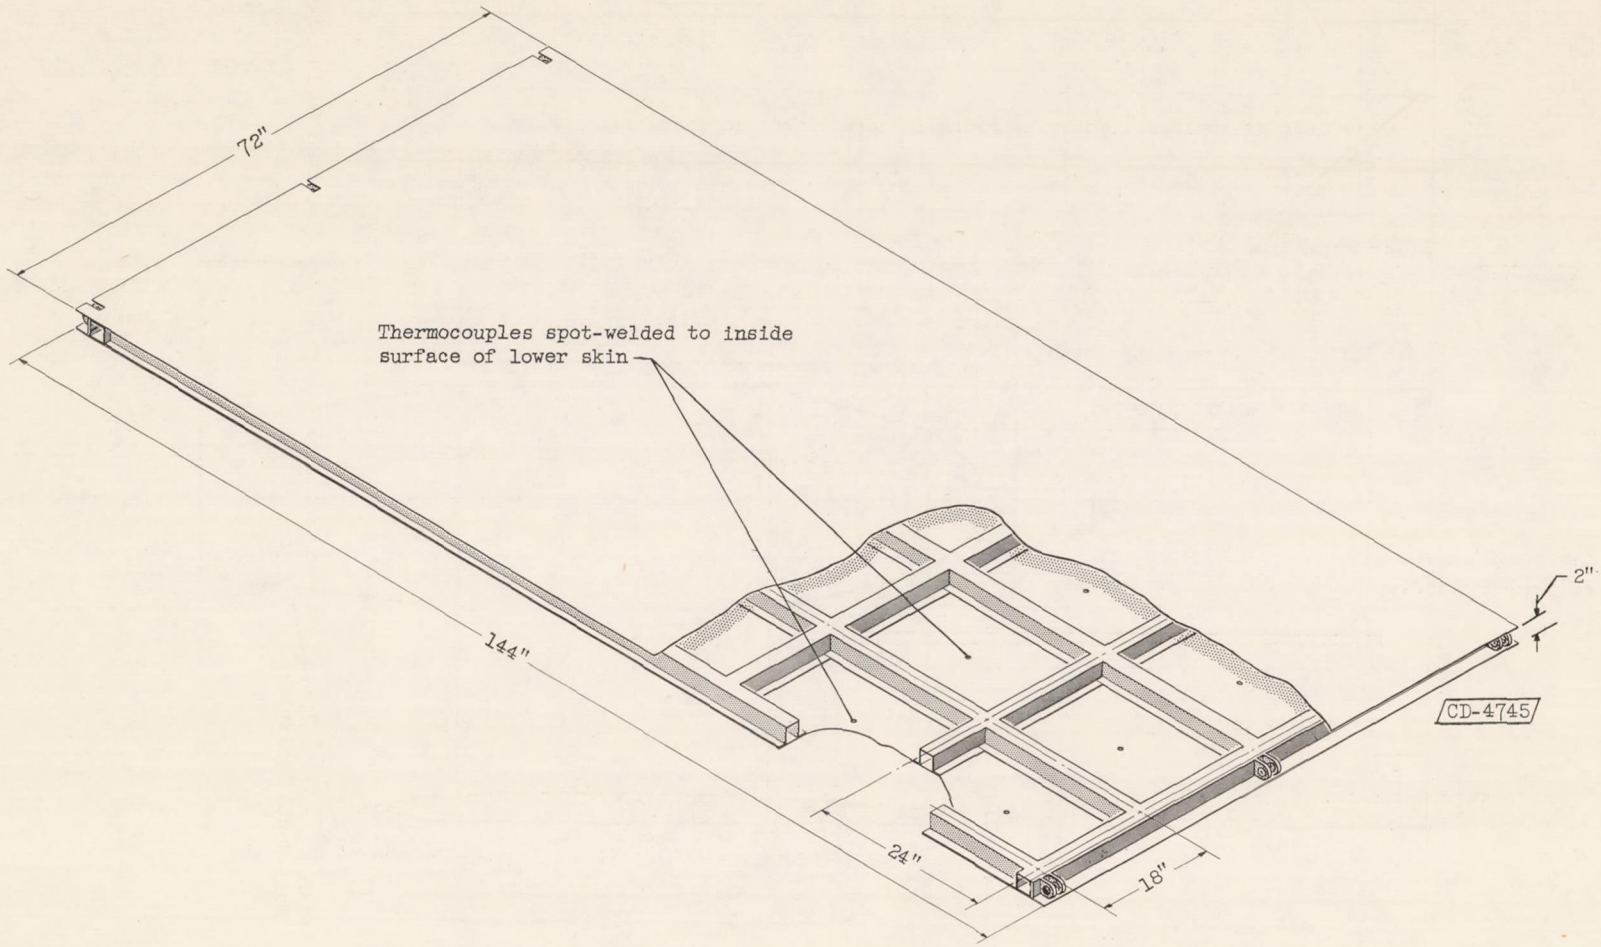 72"
Thermocouples spot-welded to inside
surface of lower skin
2"
144"
CD-4745
24"
18"